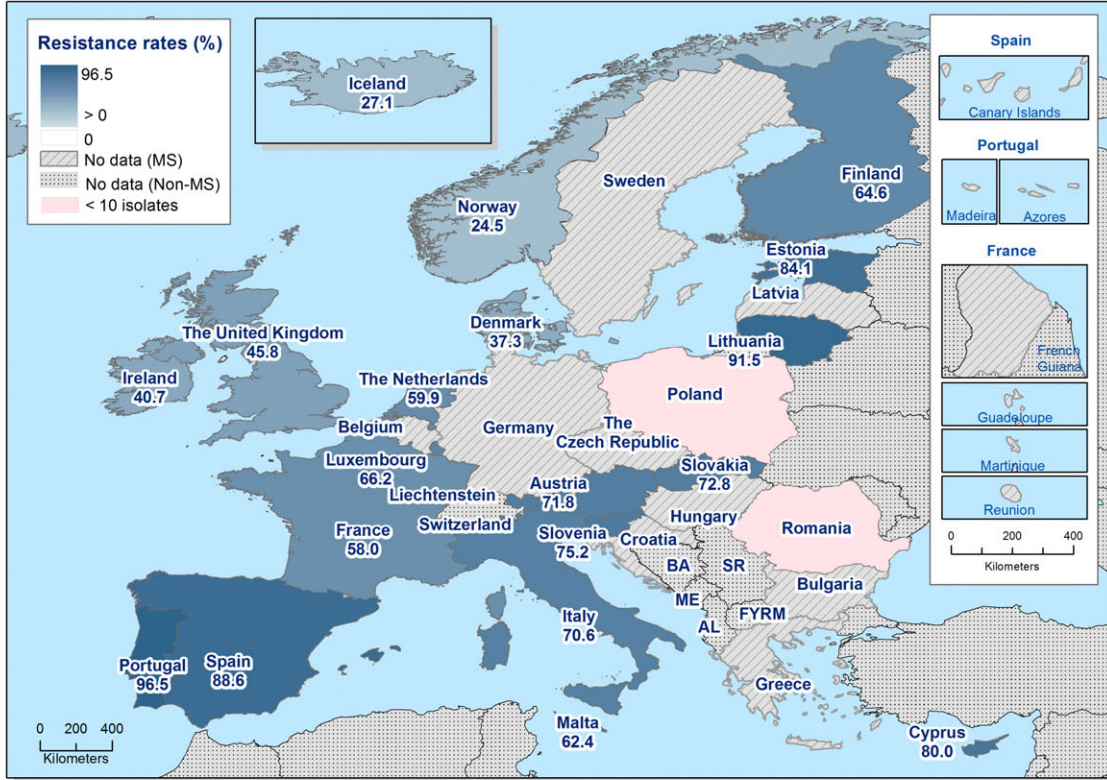 Resistance rates (%)
96.5
> 0
0
No data (MS)
No data (Non-MS)
< 10 isolates
Iceland
27.1
Spain
Canary Islands
Portugal
Madeira
Azores
France
French
Guiana
Guadeloupe
Martinique
Reunion
0 200 400
Kilometers
Sweden
Finland
64.6
Norway
24.5
Estonia
84.1
Latvia
Denmark
37.3
Lithuania
91.5
The United Kingdom
45.8
Ireland
40.7
The Netherlands
59.9
Poland
Belgium
Germany
The
Czech Republic
Luxembourg
66.2
Slovakia
72.8
Liechtenstein
Austria
71.8
Switzerland
Hungary
Romania
France
58.0
Slovenia
75.2
Croatia
BA
SR
Bulgaria
ME
FYRM
AL
Italy
70.6
Portugal
96.5
Spain
88.6
Greece
Malta
62.4
Cyprus
80.0
0 200 400
Kilometers